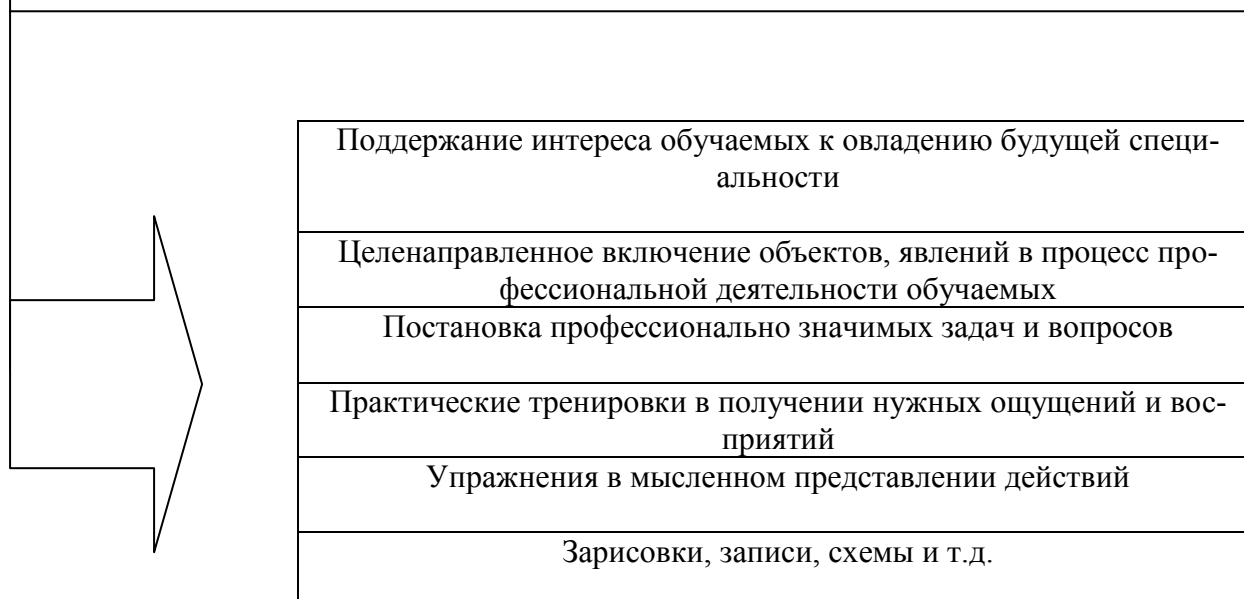 Поддержание интереса обучаемых к овладению будущей специ-
альности
Целенаправленное включение объектов, явлений в процесс про-
фессиональной деятельности обучаемых
Постановка профессионально значимых задач и вопросов
Практические тренировки в получении нужных ощущений и вос-
приятий
Упражнения в мысленном представлении действий
Зарисовки, записи, схемы и т.д.